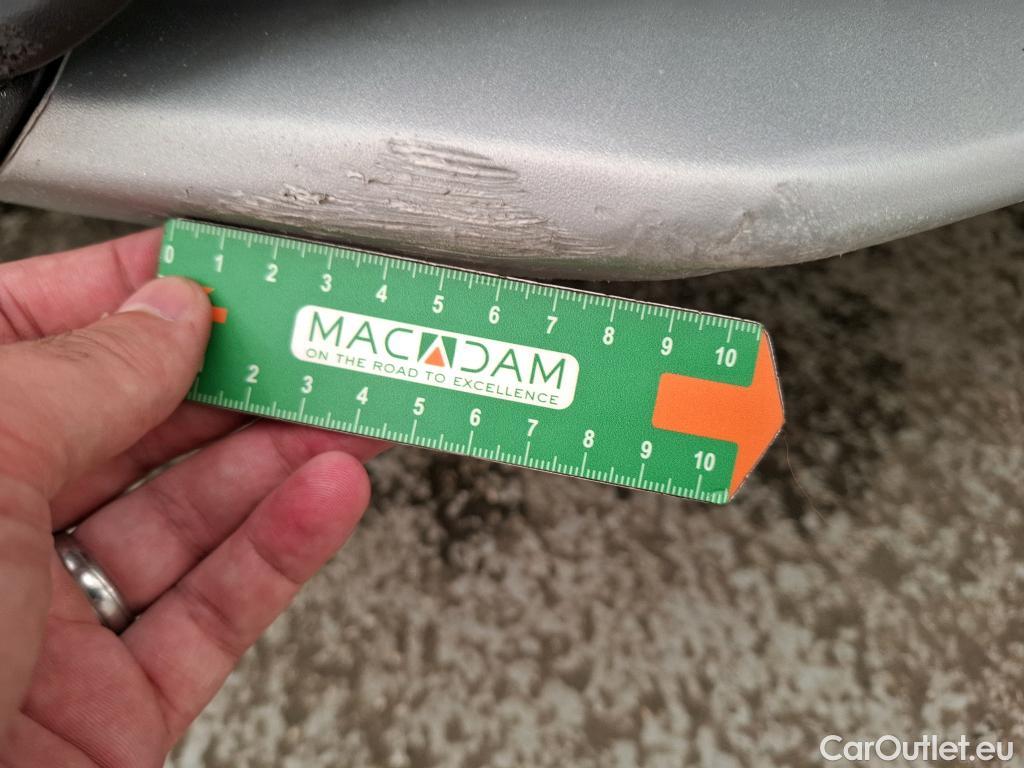 0 1 2 3 4 5 6 7 8 9 10
MACADAM
ON THE ROAD TO EXCELLENCE
2 3 4 5 6 7 8 9 10
CarOutlet.eu